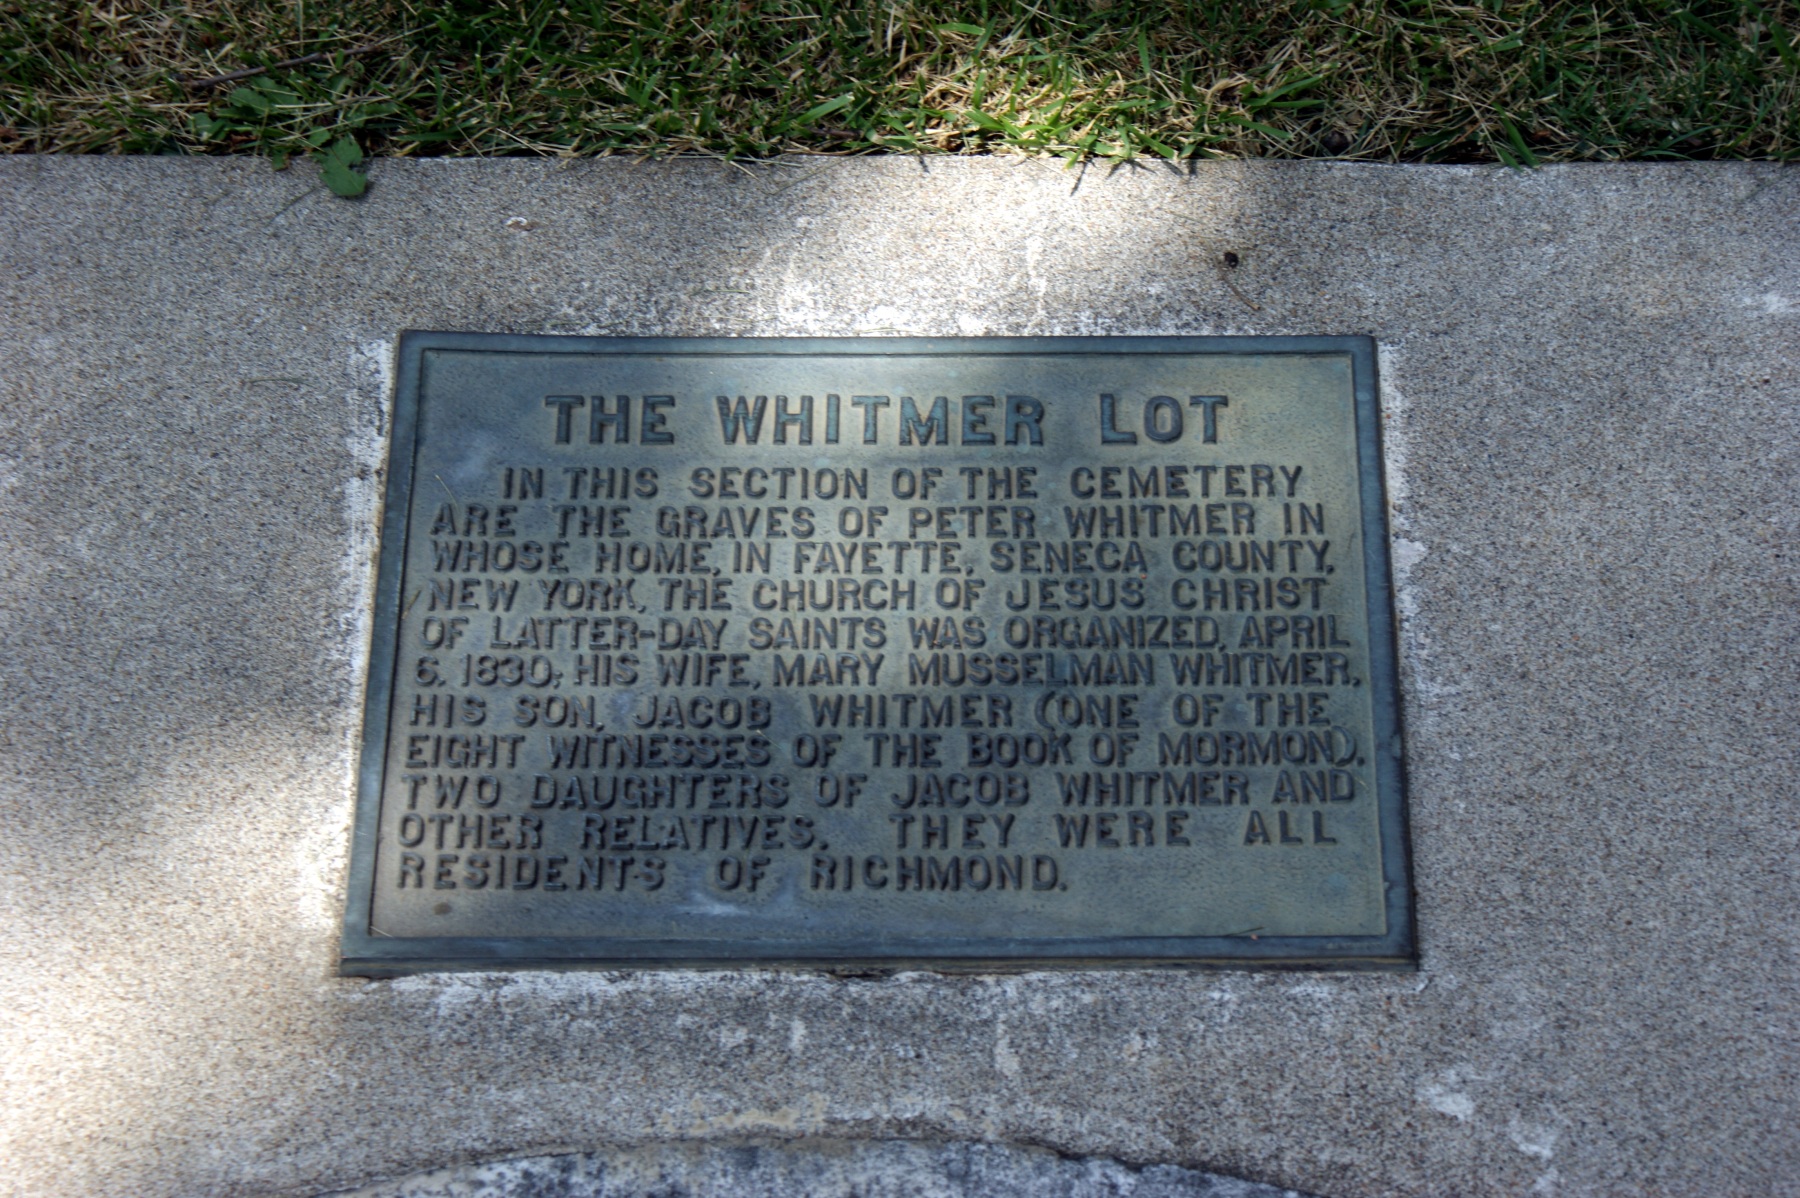 THE WHITMER LOT
IN THIS SECTION OF THE CEMETERY
ARE THE GRAVES OF PETER WHITMER IN
WHOSE HOME, IN FAYETTE, SENECA COUNTY,
NEW YORK, THE CHURCH OF JESUS CHRIST
OF LATTER-DAY SAINTS WAS ORGANIZED, APRIL
6, 1830; HIS WIFE, MARY MUSSELMAN WHITMER,
HIS SON, JACOB WHITMER (ONE OF THE
EIGHT WITNESSES OF THE BOOK OF MORMON),
TWO DAUGHTERS OF JACOB WHITMER AND
OTHER RELATIVES. THEY WERE ALL
RESIDENTS OF RICHMOND.